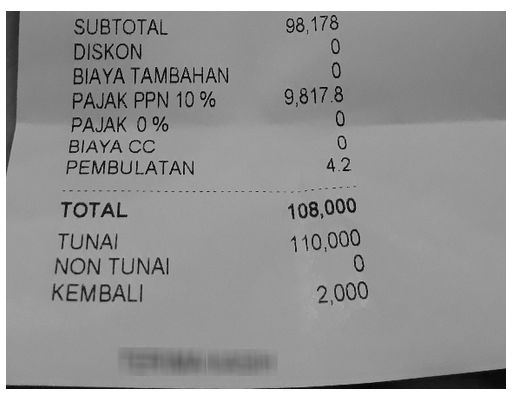 SUBTOTAL 98,178
DISKON 0
BIAYA TAMBAHAN 0
PAJAK PPN 10 % 9,817.8
PAJAK 0 % 0
BIAYA CC 0
PEMBULATAN 4.2
TOTAL 108,000
TUNAI 110,000
NON TUNAI 0
KEMBALI 2,000